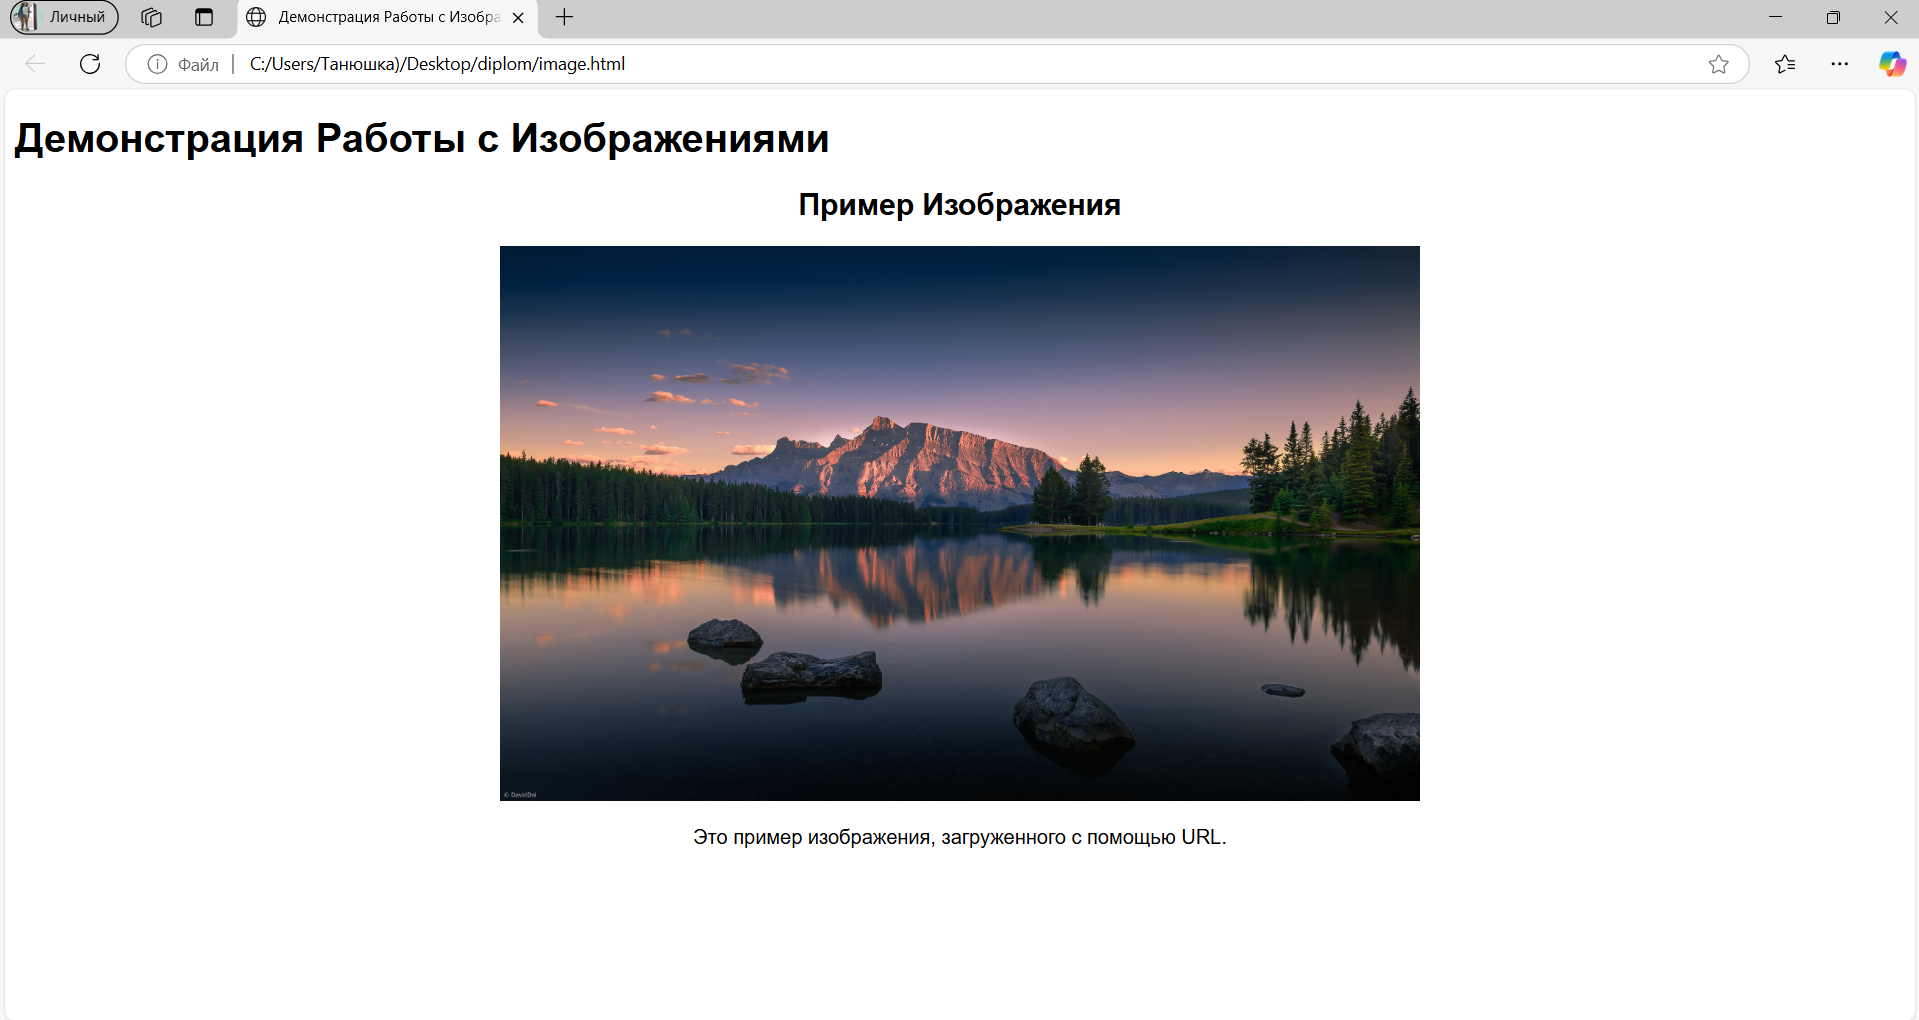 Личный
Демонстрация Работы с Изобра
Файл
C:/Users/Танюшка)/Desktop/diplom/image.html
Демонстрация Работы с Изображениями
Пример Изображения
© DavidDai
Это пример изображения, загруженного с помощью URL.